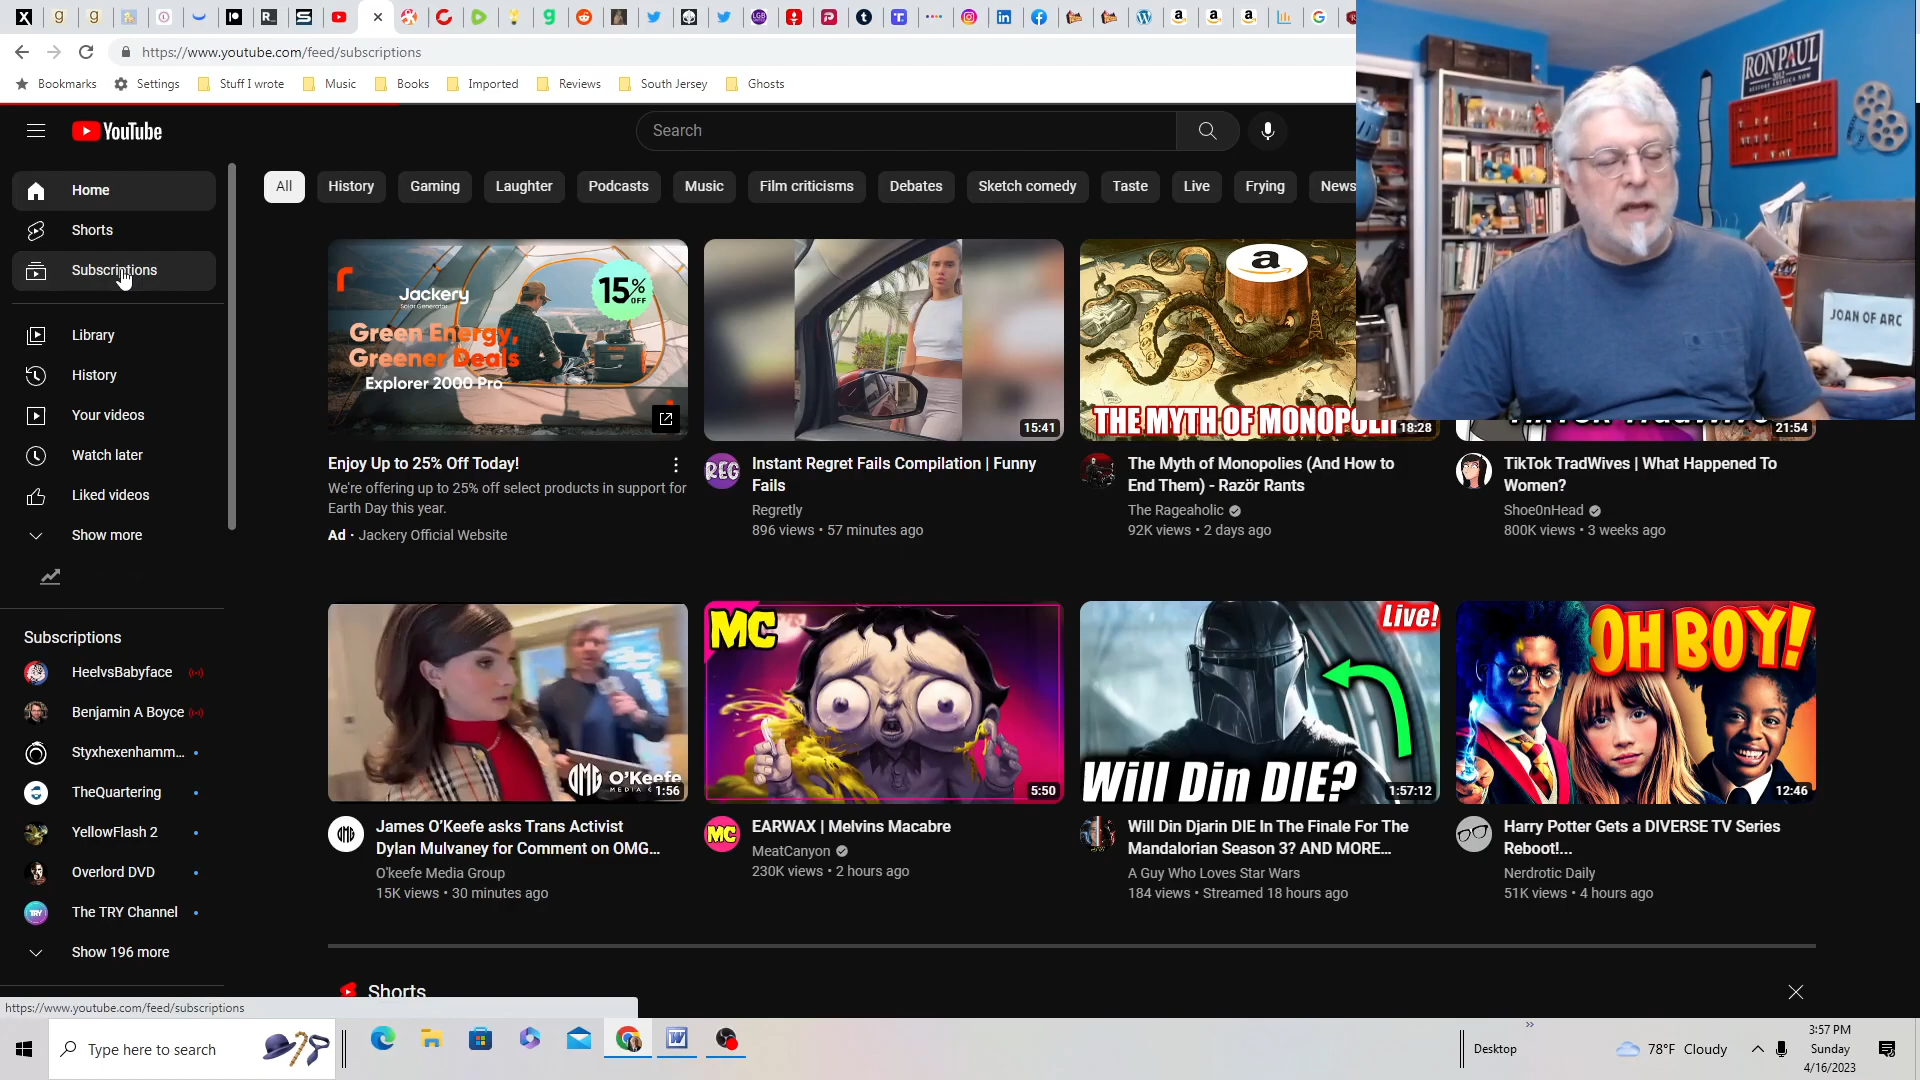 https://www.youtube.com/feed/subscriptions
Bookmarks
Settings
Stuff I wrote
Music
Books
Imported
Reviews
South Jersey
Ghosts
YouTube
Search
Home
Shorts
Subscriptions
Library
History
Your videos
Watch later
Liked videos
Show more
Subscriptions
HeelvsBabyface
Benjamin A Boyce
Styxhexenhamm...
TheQuartering
YellowFlash 2
Overlord DVD
The TRY Channel
Show 196 more
All
History
Gaming
Laughter
Podcasts
Music
Film criticisms
Debates
Sketch comedy
Taste
Live
Frying
News
RON PAUL
2012
JOAN OF ARC
Jackery
15% OFF
Green Energy,
Greener Deals
Explorer 2000 Pro
Enjoy Up to 25% Off Today!
We're offering up to 25% off select products in support for
Earth Day this year.
Ad · Jackery Official Website
15:41
REG
Instant Regret Fails Compilation | Funny
Fails
Regretly
896 views • 57 minutes ago
a
THE MYTH OF MONOPOLI
18:28
The Myth of Monopolies (And How to
End Them) - Razör Rants
The Rageaholic
92K views • 2 days ago
21:54
TikTok TradWives | What Happened To
Women?
Shoe0nHead
800K views • 3 weeks ago
OMG O'Keefe
1:56
OMG
James O'Keefe asks Trans Activist
Dylan Mulvaney for Comment on OMG...
O'keefe Media Group
15K views • 30 minutes ago
MC
5:50
MC
EARWAX | Melvins Macabre
MeatCanyon
230K views • 2 hours ago
Live!
Will Din DIE?
1:57:12
Will Din Djarin DIE In The Finale For The
Mandalorian Season 3? AND MORE...
A Guy Who Loves Star Wars
184 views • Streamed 18 hours ago
OH BOY!
12:46
Harry Potter Gets a DIVERSE TV Series
Reboot!...
Nerdrotic Daily
51K views • 4 hours ago
Shorts
https://www.youtube.com/feed/subscriptions
Type here to search
Desktop
78°F Cloudy
3:57 PM
Sunday
4/16/2023